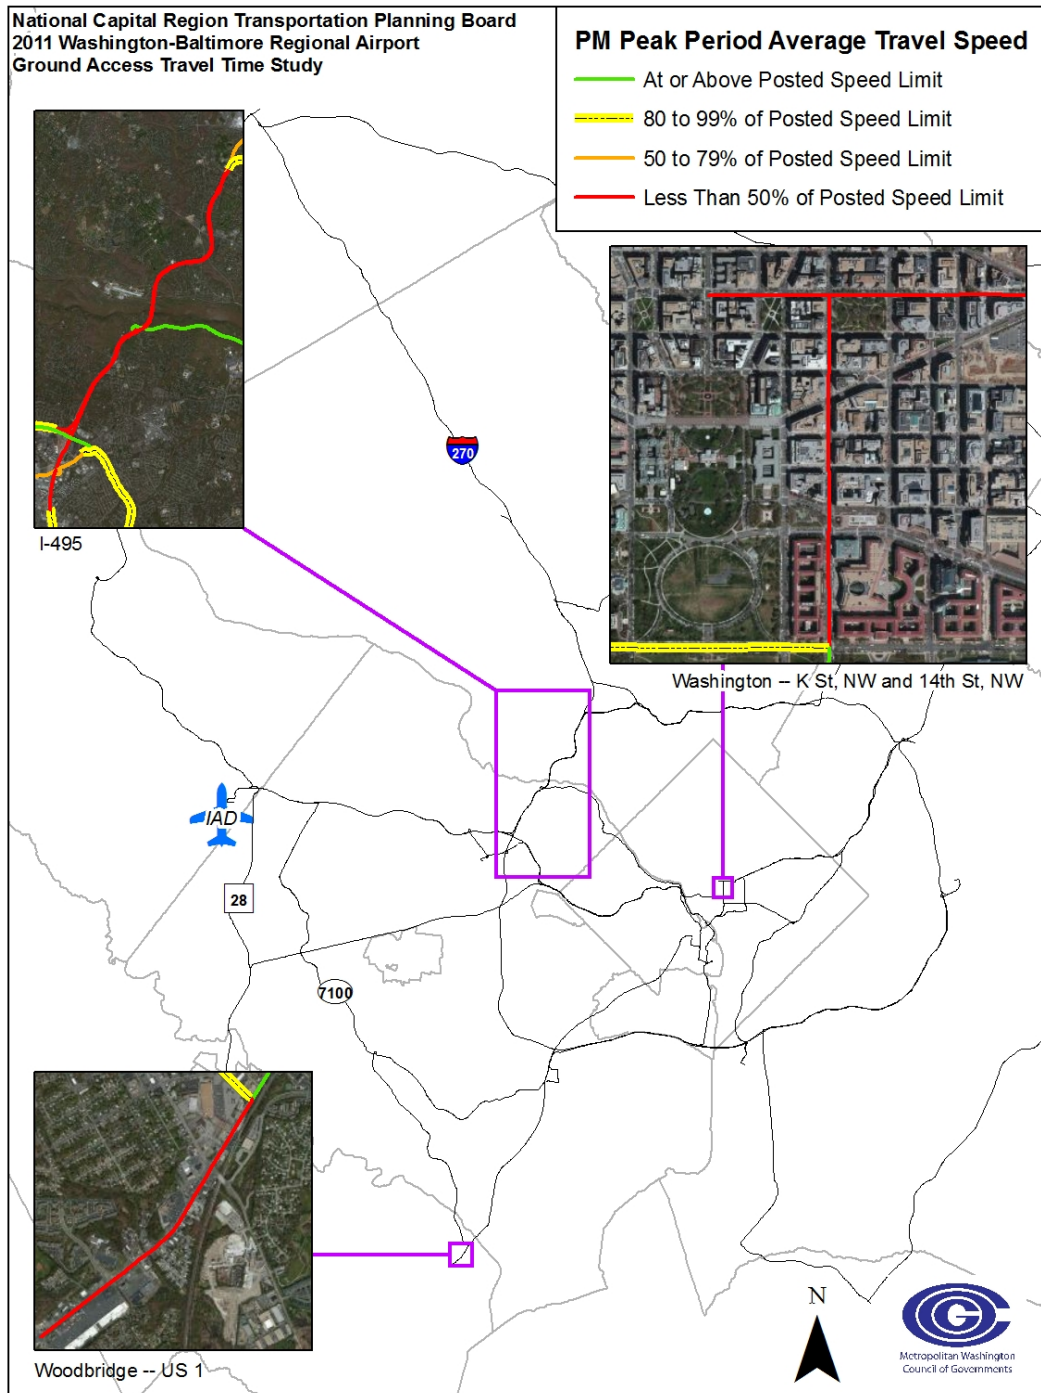 National Capital Region Transportation Planning Board
2011 Washington-Baltimore Regional Airport
Ground Access Travel Time Study
PM Peak Period Average Travel Speed
At or Above Posted Speed Limit
80 to 99% of Posted Speed Limit
50 to 79% of Posted Speed Limit
Less Than 50% of Posted Speed Limit
270
I-495
Washington -- K St, NW and 14th St, NW
IAD
28
7100
Woodbridge -- US 1
N
COG
Metropolitan Washington
Council of Governments